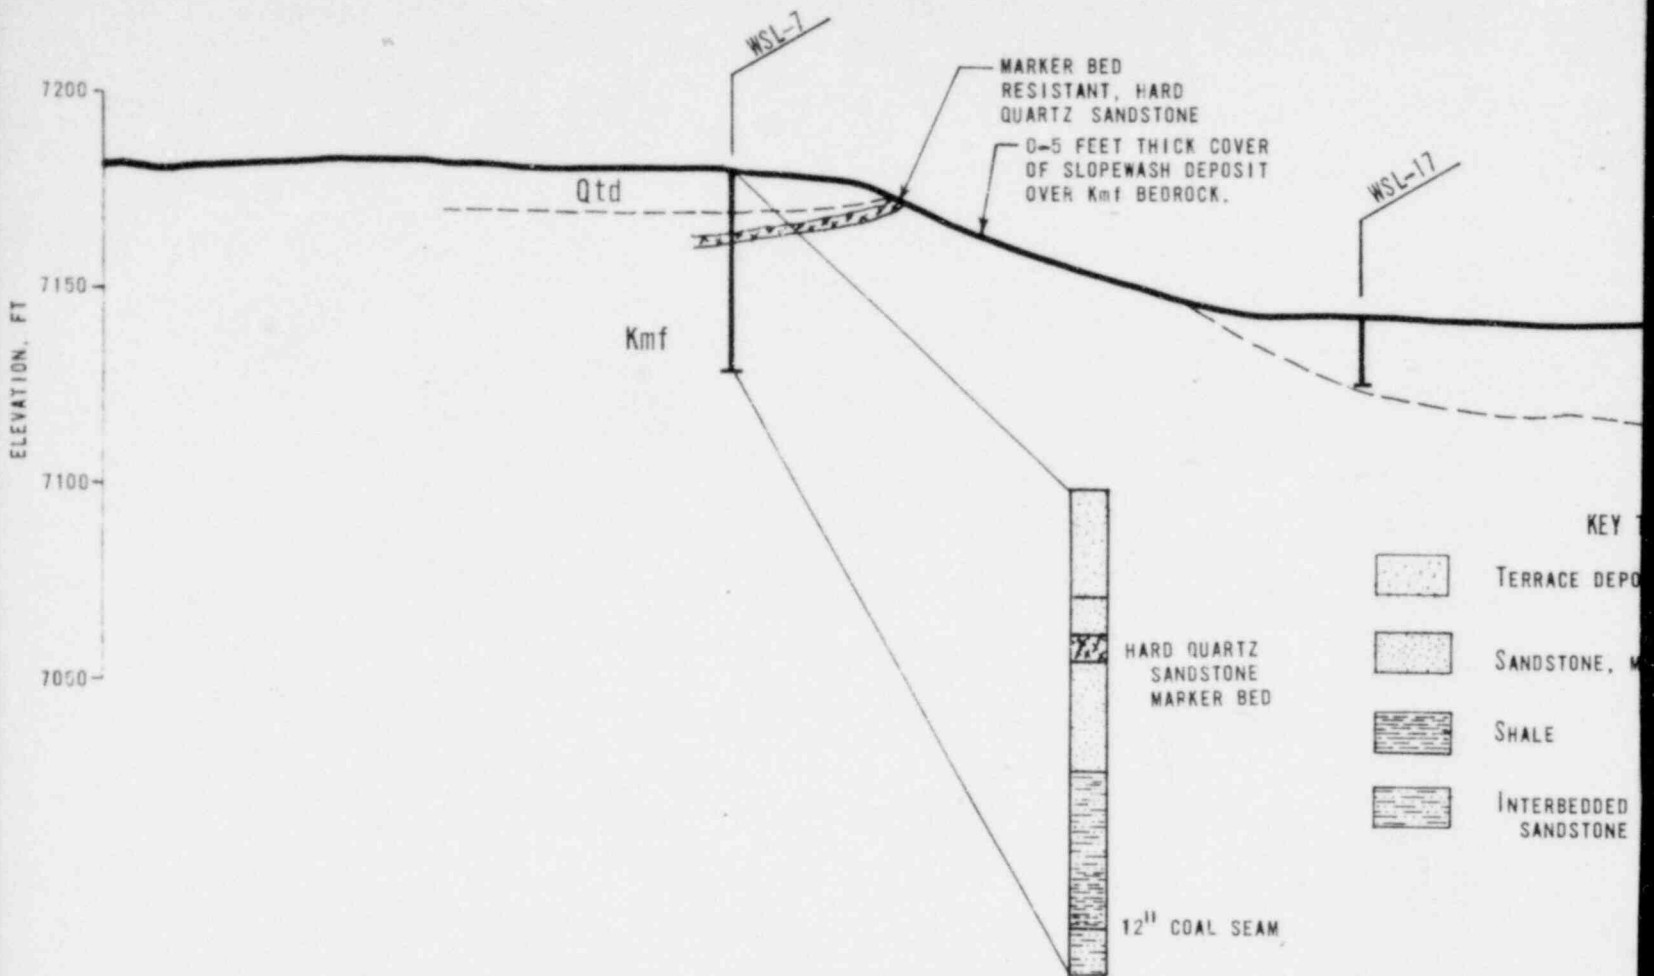 WSL-7
MARKER BED
RESISTANT, HARD
QUARTZ SANDSTONE
0-5 FEET THICK COVER
OF SLOPEWASH DEPOSIT
OVER Kmf BEDROCK.
WSL-17
7200
Qtd
7150
Kmf
ELEVATION, FT
7100
7050
HARD QUARTZ
SANDSTONE
MARKER BED
12" COAL SEAM
KEY
TERRACE DEPO
SANDSTONE,
SHALE
INTERBEDDED
SANDSTONE